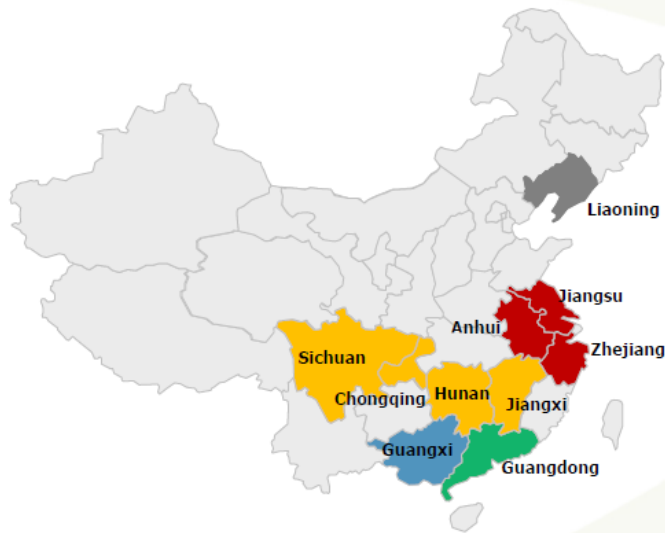 Liaoning
Jiangsu
Anhui
Zhejiang
Sichuan
Chongqing
Hunan
Jiangxi
Guangxi
Guangdong